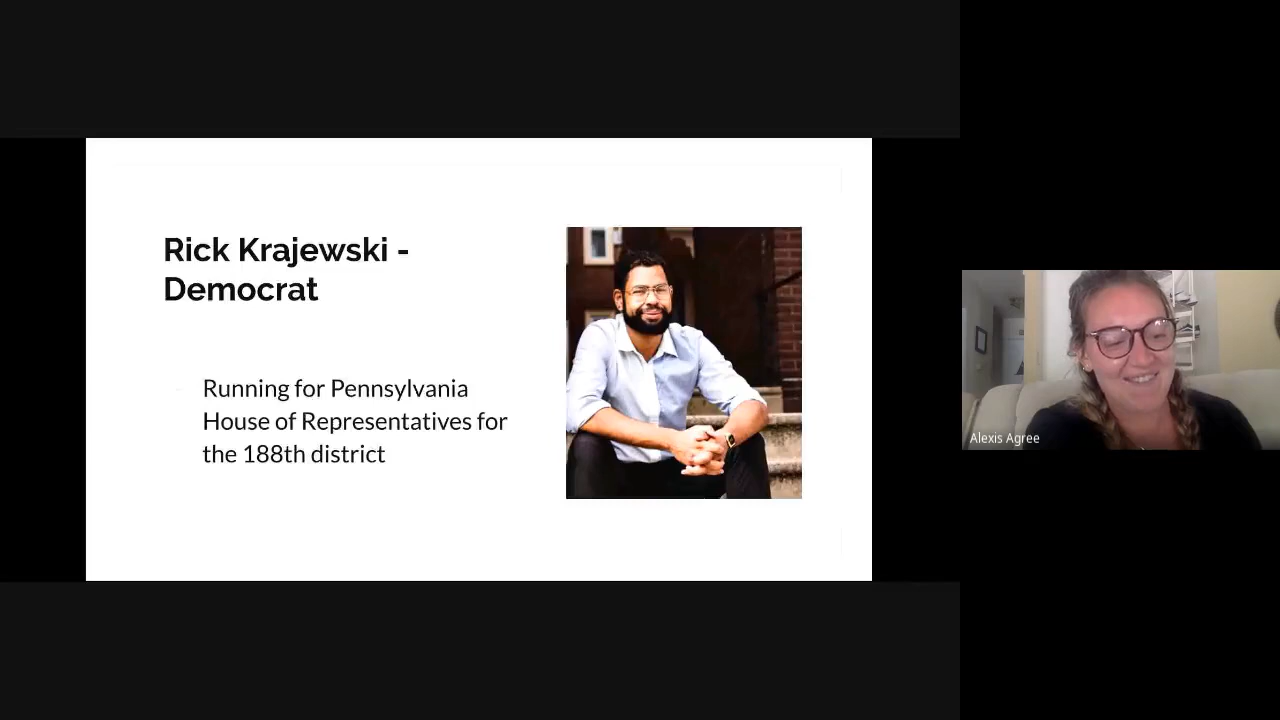 Rick Krajewski -
Democrat
Running for Pennsylvania
House of Representatives for
the 188th district
Alexis Agree